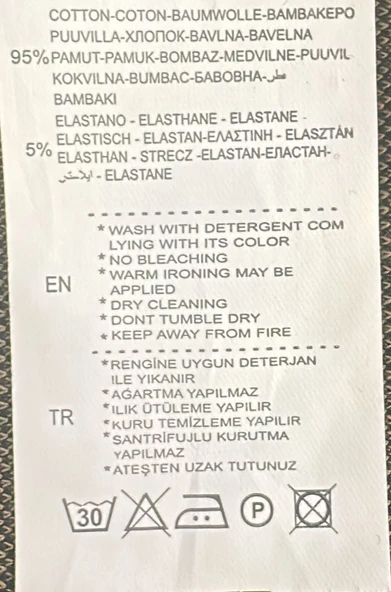 COTTON-COTON-BAUMWOLLE-BAMBAKEPO
PUUVILLA-ХЛОПОК-BAVLNA-BAVELNA
95% PAMUT-PAMUK-BOMBAZ-MEDVILNE-PUUVIL
KOKVILNA-BUMBAC-БАВОВНА-
BAMBAKI
ELASTANO - ELASTHANE - ELASTANE -
5% ELASTISCH - ELASTAN-ΕΛΑΣΤΙΝΗ - ELASZTÁN
ELASTHAN - STRECZ -ELASTAN-ЕЛАСТАН-
- ELASTANE
* WASH WITH DETERGENT COM
LYING WITH ITS COLOR
* NO BLEACHING
EN * WARM IRONING MAY BE
APPLIED
* DRY CLEANING
* DONT TUMBLE DRY
* KEEP AWAY FROM FIRE
*RENGİNE UYGUN DETERJAN
ILE YIKANIR
*AĞARTMA YAPILMAZ
TR *ILIK ÜTÜLEME YAPILIR
*KURU TEMİZLEME YAPILIR
*SANTRİFUJLU KURUTMA
YAPILMAZ
*ATEŞTEN UZAK TUTUNUZ
30 P